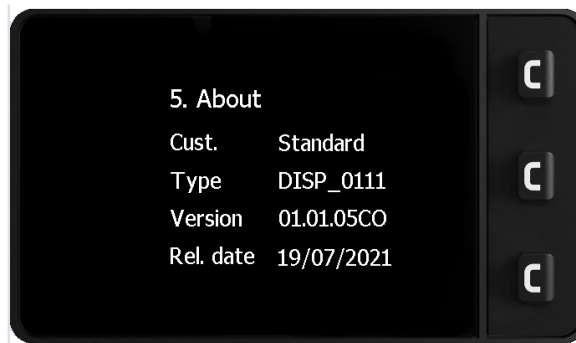 5. About
Cust. Standard
Type DISP_0111
Version 01.01.05CO
Rel. date 19/07/2021
C
C
C